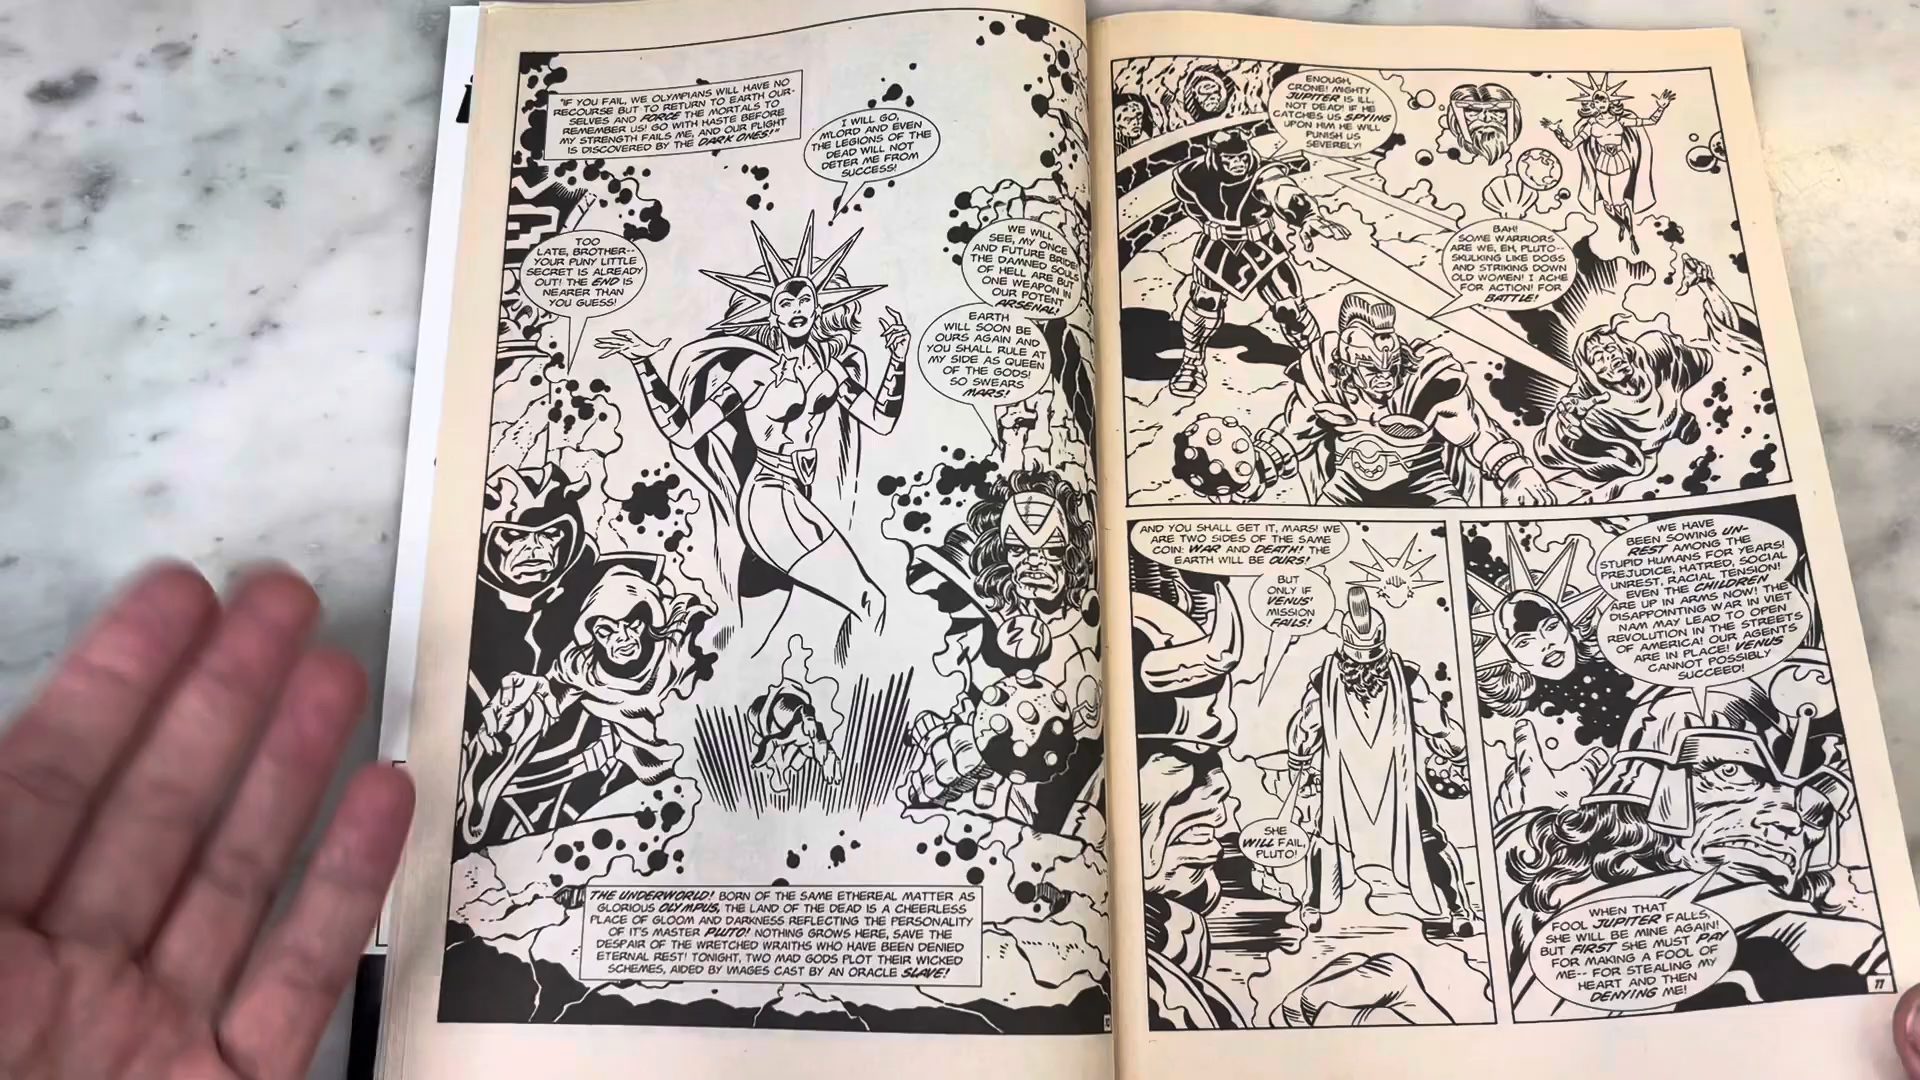 "IF YOU FAIL, WE OLYMPIANS WILL HAVE NO
RECOURSE BUT TO RETURN TO EARTH OUR-
SELVES AND FORCE THE MORTALS TO
REMEMBER US! GO WITH HASTE BEFORE
MY STRENGTH FAILS ME, AND OUR PLIGHT
IS DISCOVERED BY THE DARK ONES!"
I WILL GO,
M'LORD AND EVEN
THE LEGIONS OF THE
DEAD WILL NOT
DETER ME FROM
SUCCESS!
TOO
LATE, BROTHER--
YOUR PUNY LITTLE
SECRET IS ALREADY
OUT! THE END IS
NEARER THAN
YOU GUESS!
WE WILL
SEE, MY ONCE
AND FUTURE BRIDE!
THE DAMNED SOULS
OF HELL ARE BUT
ONE WEAPON IN
OUR POTENT
ARSENAL!
EARTH
WILL SOON BE
OURS AGAIN AND
YOU SHALL RULE AT
MY SIDE AS QUEEN
OF THE GODS!
SO SWEARS
MARS!
THE UNDERWORLD! BORN OF THE SAME ETHEREAL MATTER AS
GLORIOUS OLYMPUS, THE LAND OF THE DEAD IS A CHEERLESS
PLACE OF GLOOM AND DARKNESS REFLECTING THE PERSONALITY
OF IT'S MASTER PLUTO! NOTHING GROWS HERE, SAVE THE
DESPAIR OF THE WRETCHED WRAITHS WHO HAVE BEEN DENIED
ETERNAL REST! TONIGHT, TWO MAD GODS PLOT THEIR WICKED
SCHEMES, AIDED BY IMAGES CAST BY AN ORACLE SLAVE!
ENOUGH,
CRONE! MIGHTY
JUPITER IS ILL,
NOT DEAD! IF HE
CATCHES US SPYING
UPON HIM HE WILL
PUNISH US
SEVERELY!
BAH!
SOME WARRIORS
ARE WE, EH, PLUTO--
SKULKING LIKE DOGS
AND STRIKING DOWN
OLD WOMEN! I ACHE
FOR ACTION! FOR
BATTLE!
AND YOU SHALL GET IT, MARS! WE
ARE TWO SIDES OF THE SAME
COIN: WAR AND DEATH! THE
EARTH WILL BE OURS!
BUT
ONLY IF
VENUS'
MISSION
FAILS!
SHE
WILL FAIL,
PLUTO!
WE HAVE
BEEN SOWING UN-
REST AMONG THE
STUPID HUMANS FOR YEARS!
PREJUDICE, HATRED, SOCIAL
UNREST, RACIAL TENSION!
EVEN THE CHILDREN
ARE UP IN ARMS NOW! THE
DISAPPOINTING WAR IN VIET
NAM MAY LEAD TO OPEN
REVOLUTION IN THE STREETS
OF AMERICA! OUR AGENTS
ARE IN PLACE! VENUS
CANNOT POSSIBLY
SUCCEED!
WHEN THAT
FOOL JUPITER FALLS,
SHE WILL BE MINE AGAIN!
BUT FIRST SHE MUST PAY
FOR MAKING A FOOL OF
ME-- FOR STEALING MY
HEART AND THEN
DENYING ME!
11